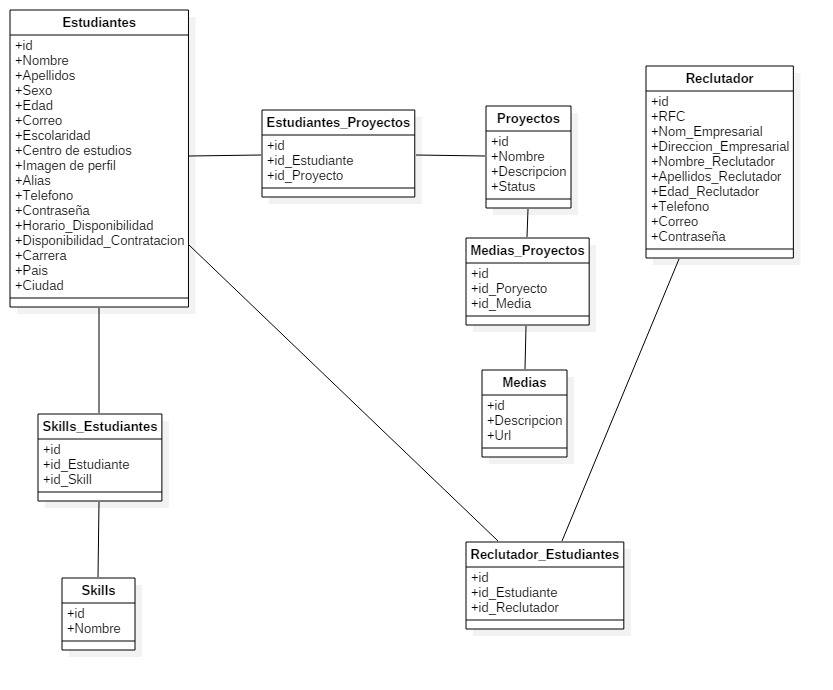 Estudiantes
+id
+Nombre
+Apellidos
+Sexo
+Edad
+Correo
+Escolaridad
+Centro de estudios
+Imagen de perfil
+Alias
+Telefono
+Contraseña
+Horario_Disponibilidad
+Disponibilidad_Contratacion
+Carrera
+Pais
+Ciudad
Estudiantes_Proyectos
+id
+id_Estudiante
+id_Proyecto
Proyectos
+id
+Nombre
+Descripcion
+Status
Reclutador
+id
+RFC
+Nom_Empresarial
+Direccion_Empresarial
+Nombre_Reclutador
+Apellidos_Reclutador
+Edad_Reclutador
+Telefono
+Correo
+Contraseña
Medias_Proyectos
+id
+id_Poryecto
+id_Media
Medias
+id
+Descripcion
+Url
Skills_Estudiantes
+id
+id_Estudiante
+id_Skill
Skills
+id
+Nombre
Reclutador_Estudiantes
+id
+id_Estudiante
+id_Reclutador